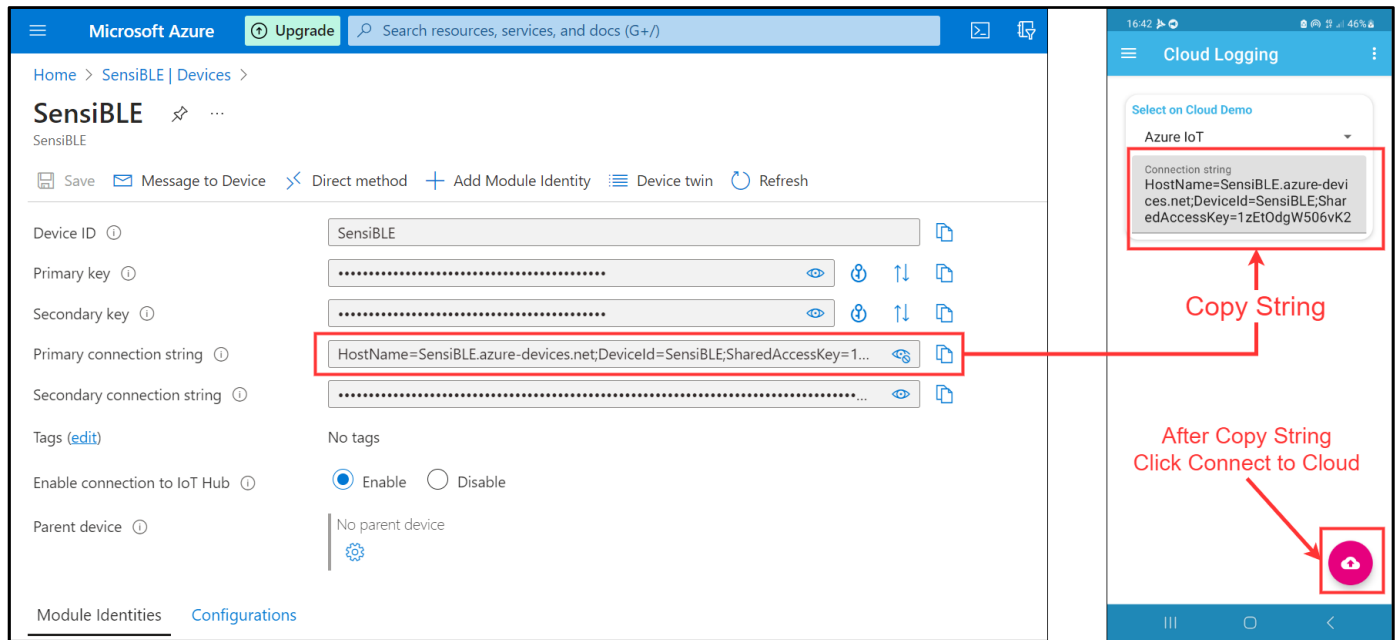 Microsoft Azure
Upgrade
Search resources, services, and docs (G+/)
Home > SensiBLE | Devices >
SensiBLE
SensiBLE
Save
Message to Device
Direct method
Add Module Identity
Device twin
Refresh
Device ID
SensiBLE
Primary key
Secondary key
Primary connection string
HostName=SensiBLE.azure-devices.net;DeviceId=SensiBLE;SharedAccessKey=1...
Secondary connection string
Tags (edit)
No tags
Enable connection to IoT Hub
Enable
Disable
Parent device
No parent device
Module Identities
Configurations
16:42
46%
Cloud Logging
Select on Cloud Demo
Azure IoT
Connection string
HostName=SensiBLE.azure-devi
ces.net;DeviceId=SensiBLE;Shar
edAccessKey=1zEtOdgW506vK2
Copy String
After Copy String
Click Connect to Cloud